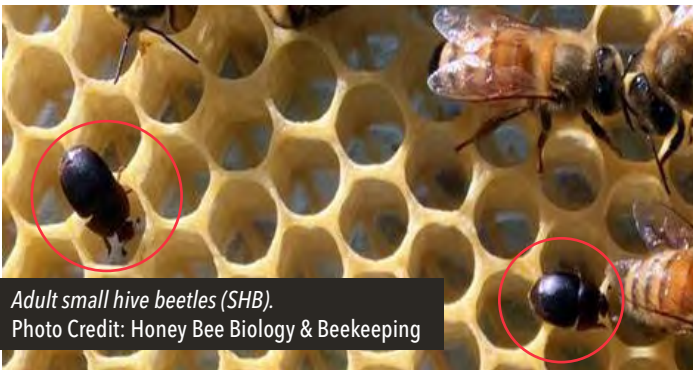 Adult small hive beetles (SHB).
Photo Credit: Honey Bee Biology & Beekeeping